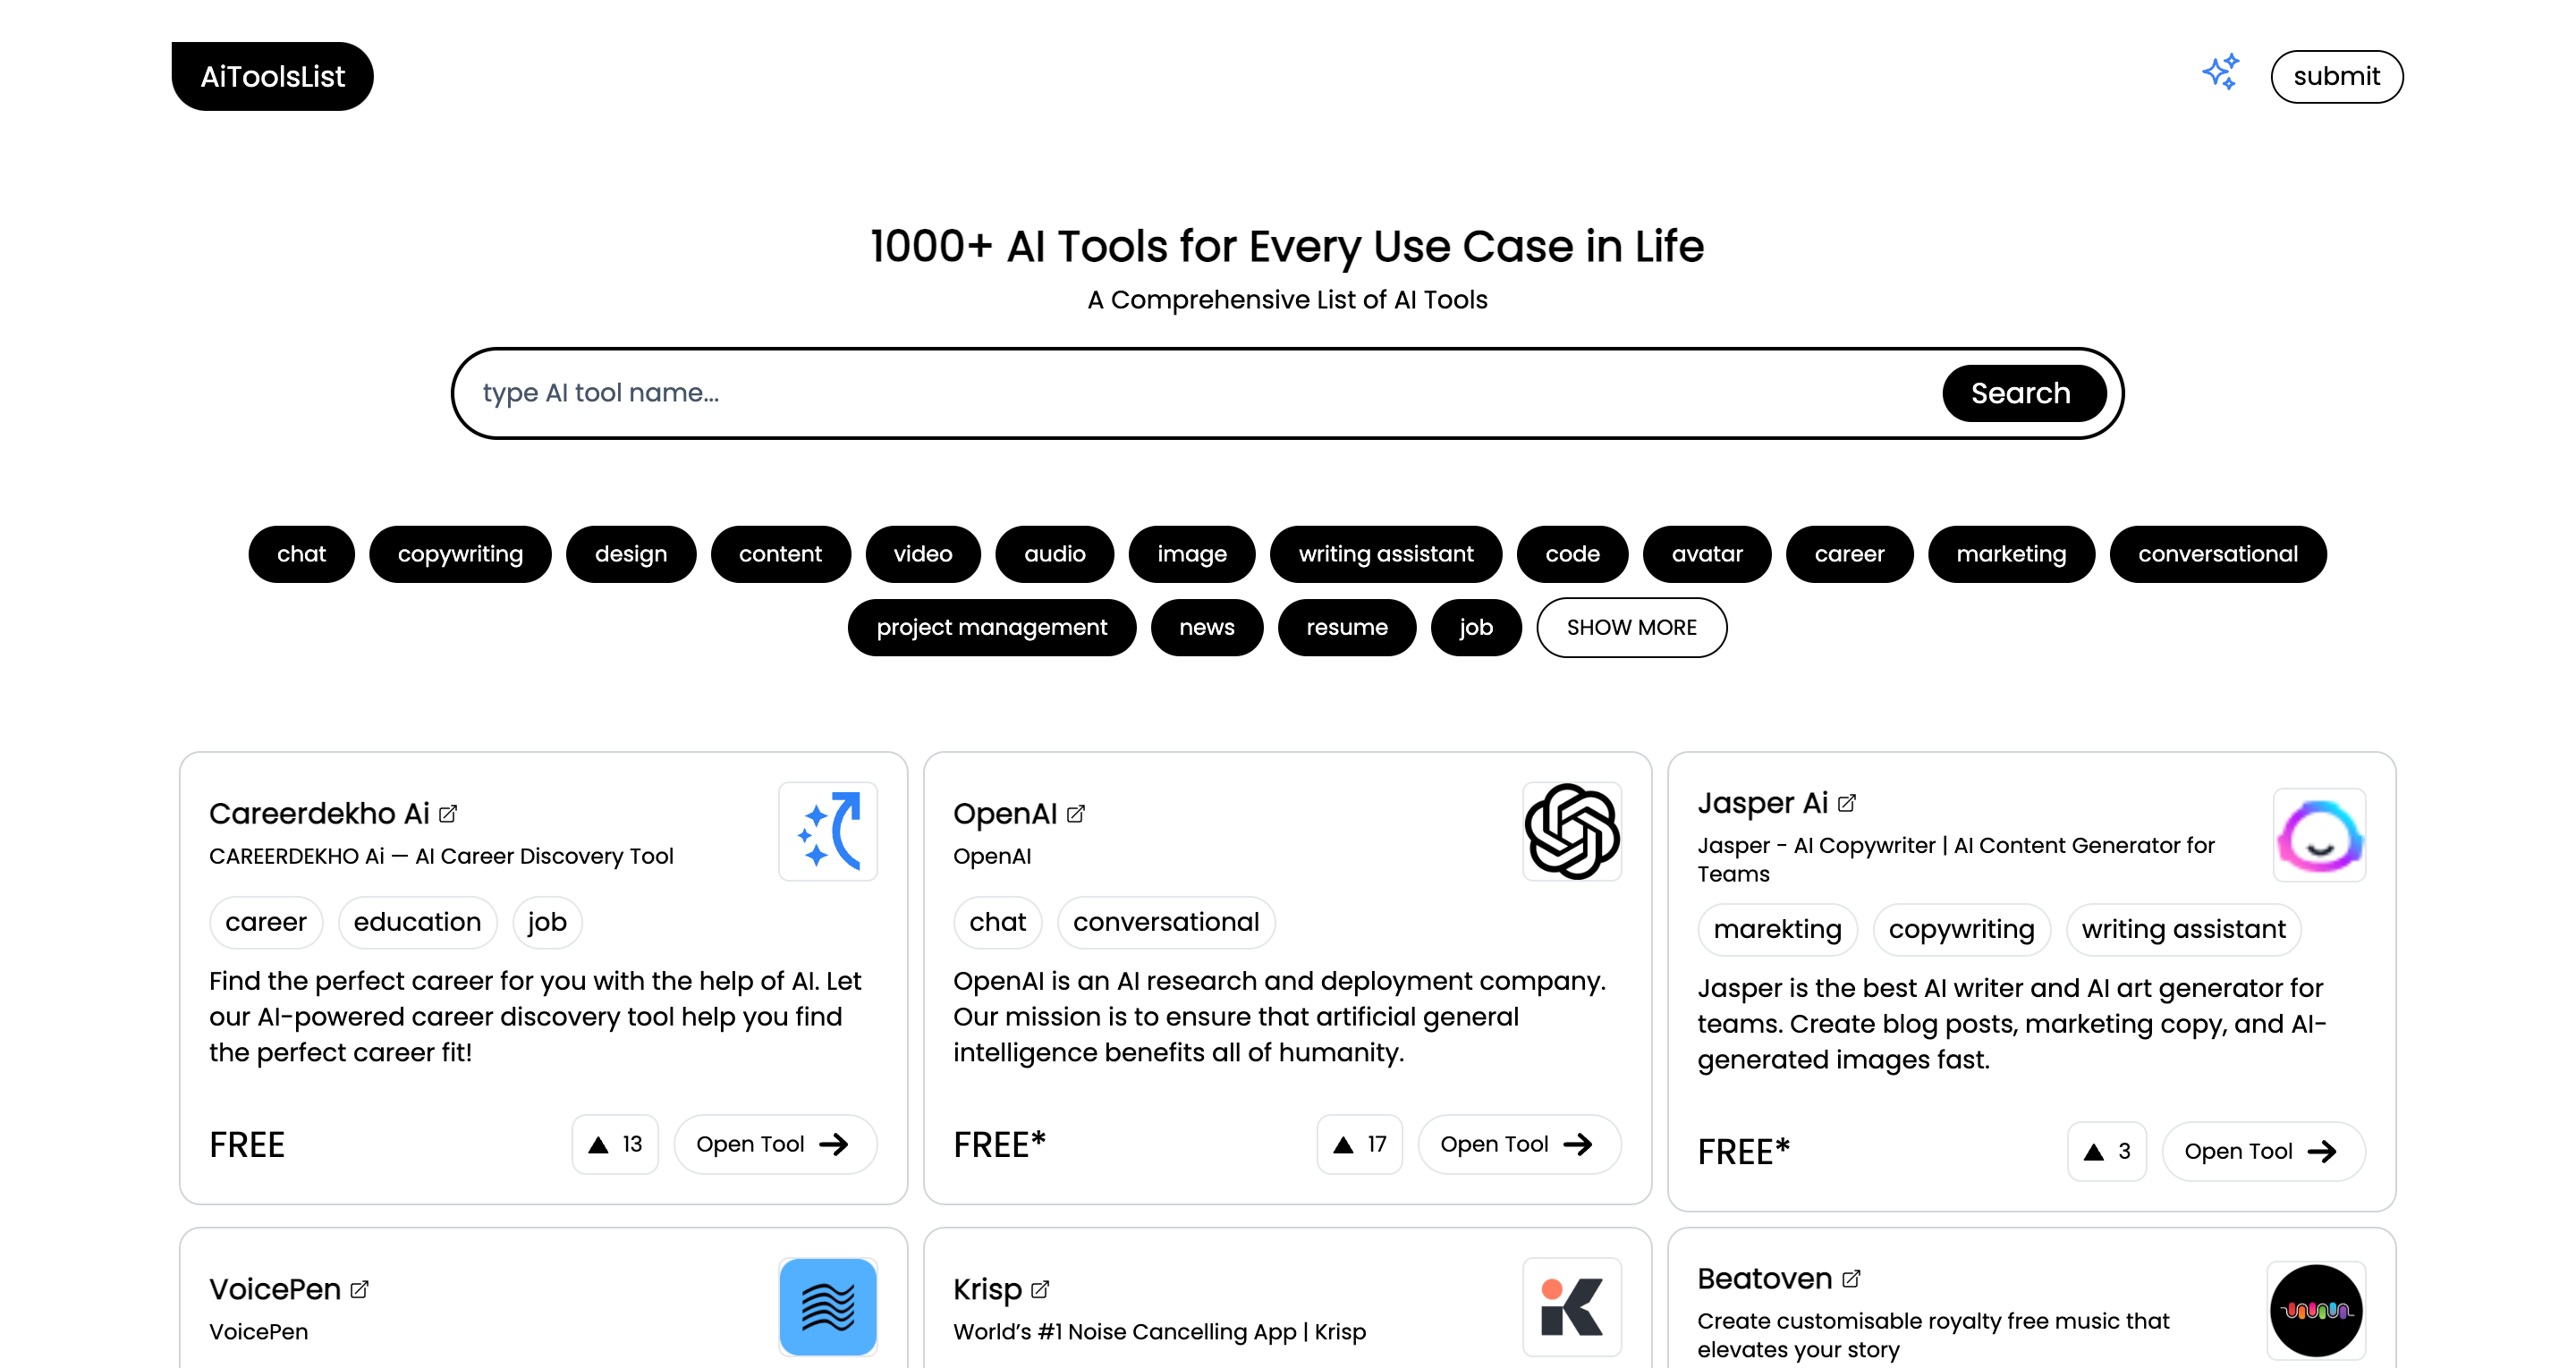 AiToolsList
submit
1000+ AI Tools for Every Use Case in Life
A Comprehensive List of AI Tools
type AI tool name...
Search
chat
copywriting
design
content
video
audio
image
writing assistant
code
avatar
career
marketing
conversational
project management
news
resume
job
SHOW MORE
Careerdekho Ai
CAREERDEKHO Ai — AI Career Discovery Tool
career
education
job
Find the perfect career for you with the help of AI. Let
our AI-powered career discovery tool help you find
the perfect career fit!
FREE
13
Open Tool
OpenAI
OpenAI
chat
conversational
OpenAI is an AI research and deployment company.
Our mission is to ensure that artificial general
intelligence benefits all of humanity.
FREE*
17
Open Tool
Jasper Ai
Jasper - AI Copywriter | AI Content Generator for
Teams
marekting
copywriting
writing assistant
Jasper is the best AI writer and AI art generator for
teams. Create blog posts, marketing copy, and AI-
generated images fast.
FREE*
3
Open Tool
VoicePen
VoicePen
Krisp
World’s #1 Noise Cancelling App | Krisp
Beatoven
Create customisable royalty free music that
elevates your story